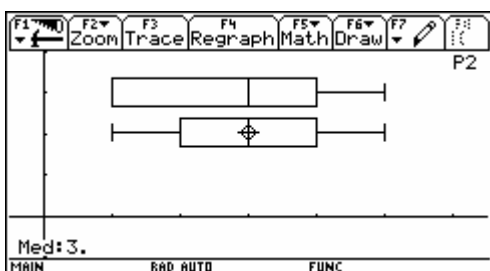 F1 F2 Zoom F3 Trace F4 Regraph F5 Math F6 Draw F7
P2
Med:3.
MAIN RAD AUTO FUNC